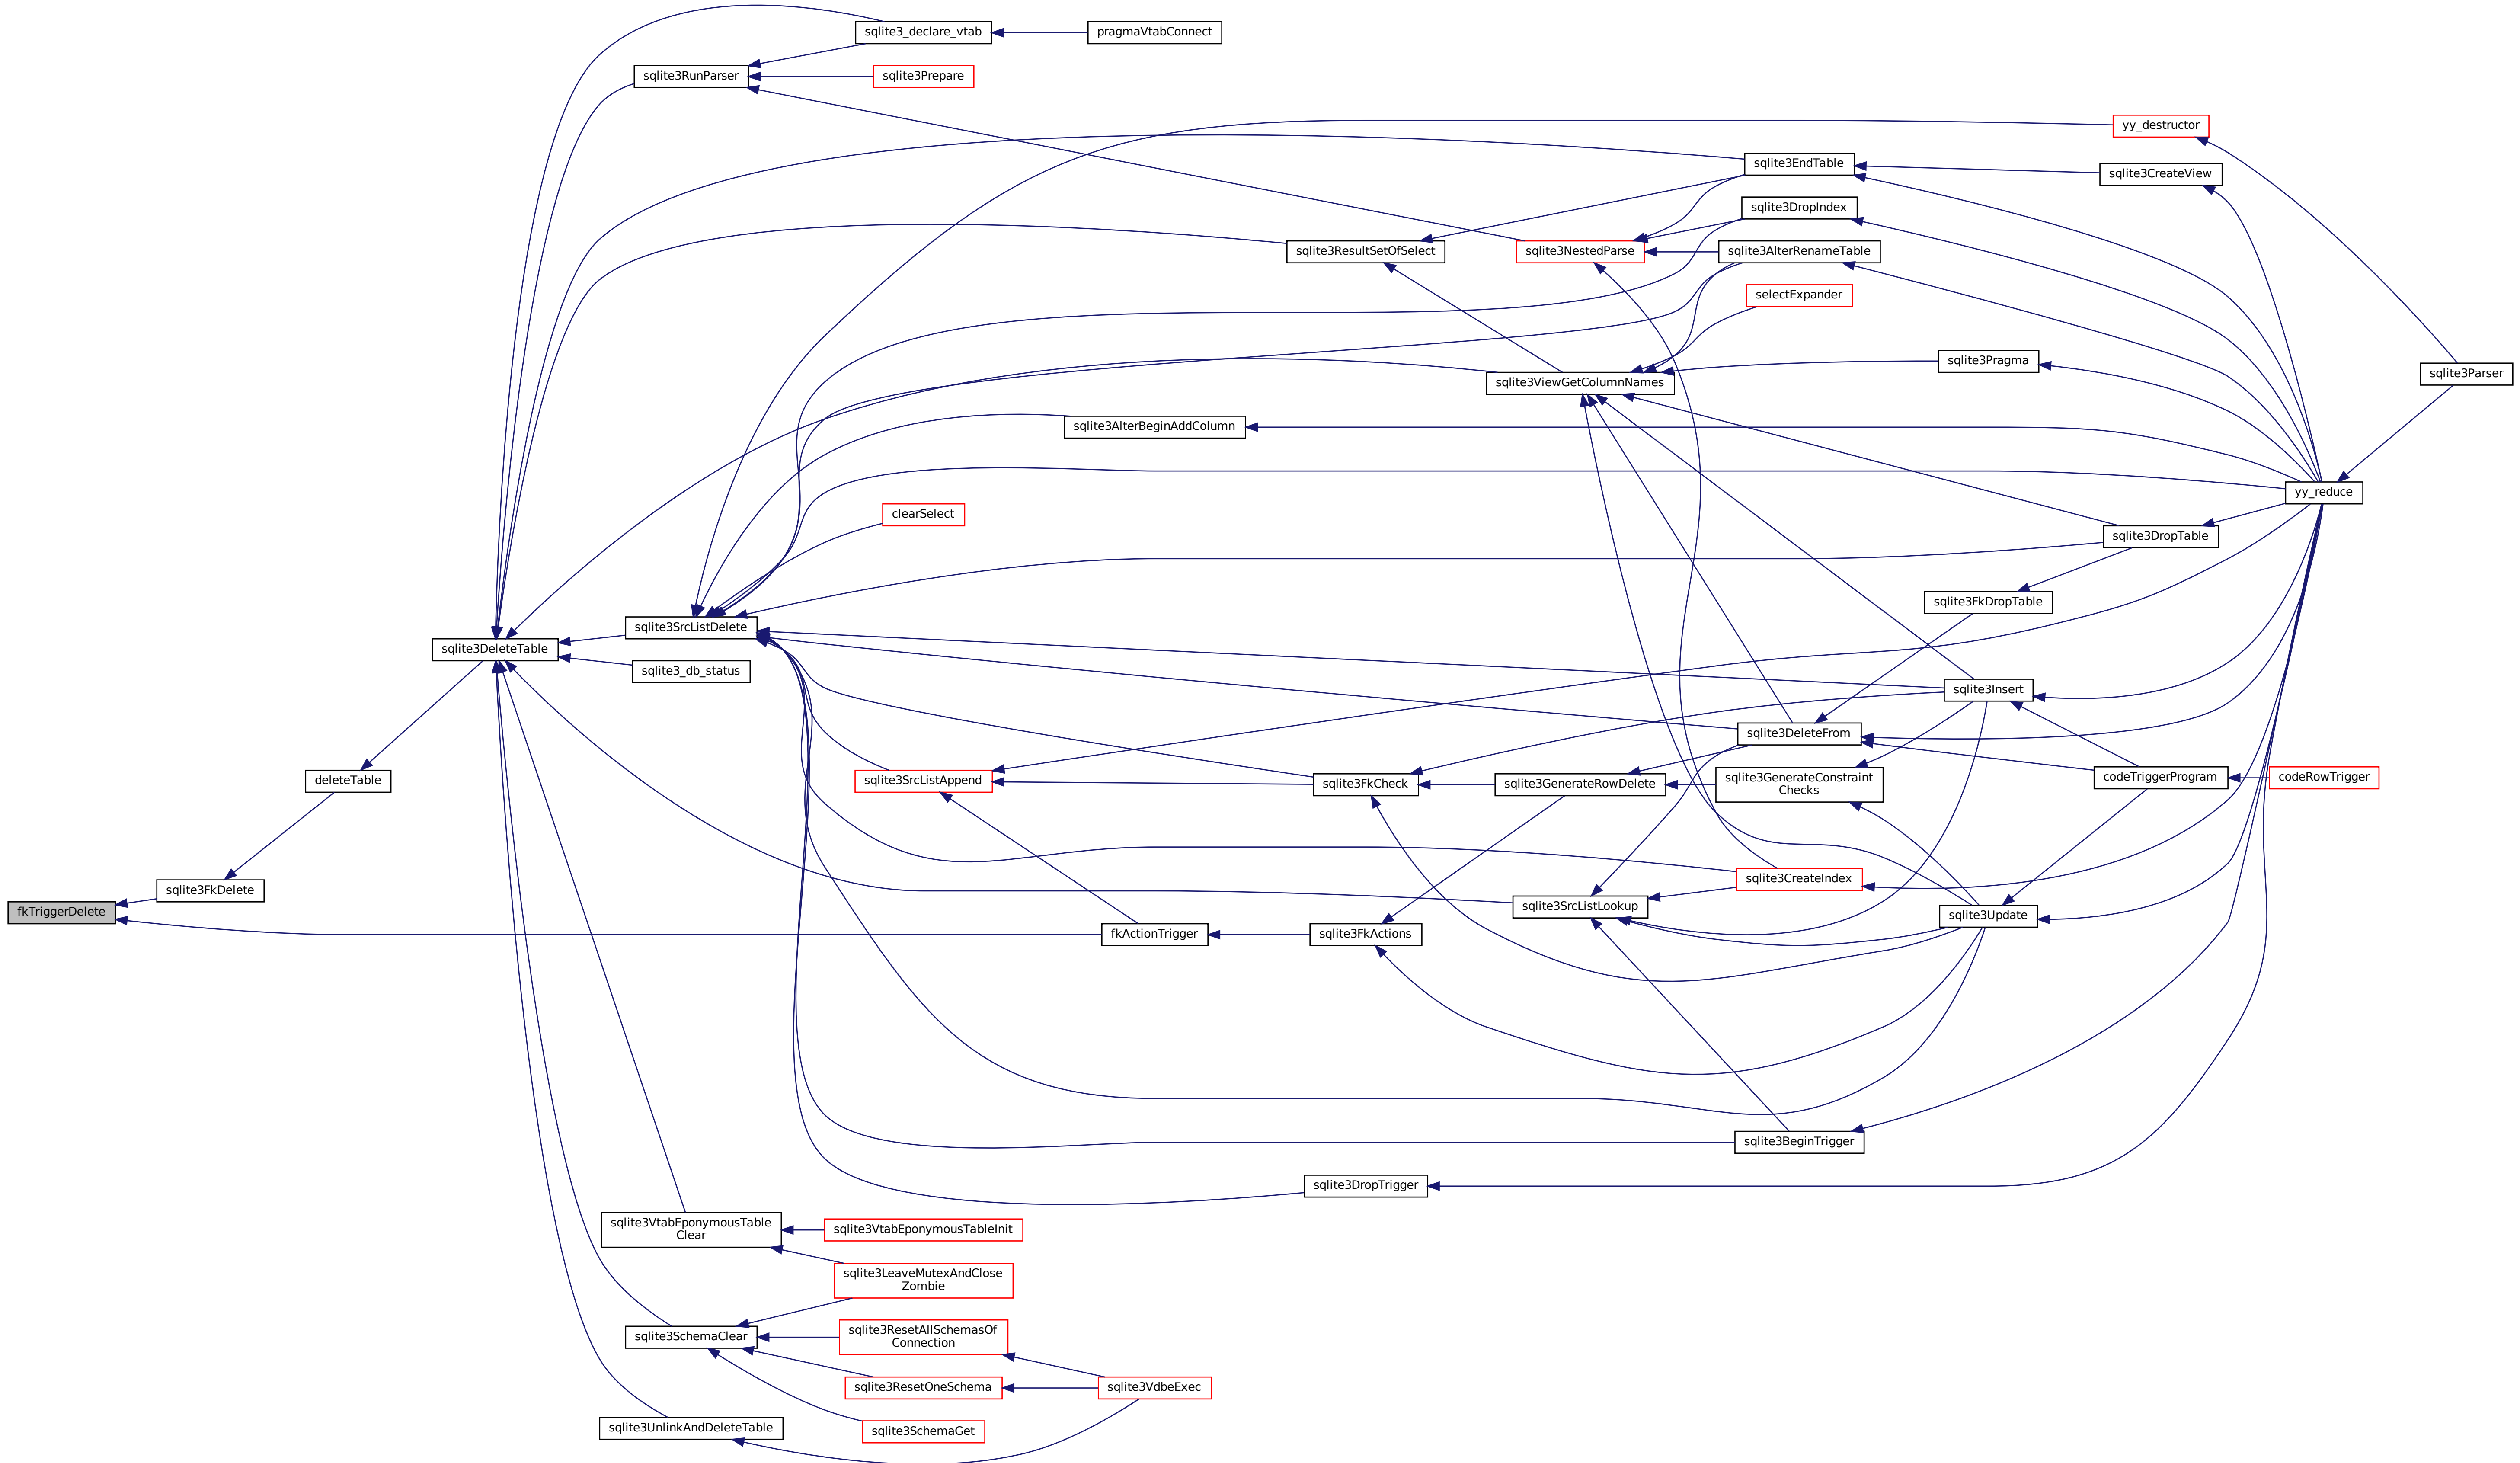 sqlite3_declare_vtab
pragmaVtabConnect
sqlite3RunParser
sqlite3Prepare
yy_destructor
sqlite3EndTable
sqlite3CreateView
sqlite3DropIndex
sqlite3ResultSetOfSelect
sqlite3NestedParse
sqlite3AlterRenameTable
selectExpander
sqlite3Pragma
sqlite3Parser
sqlite3ViewGetColumnNames
sqlite3AlterBeginAddColumn
yy_reduce
clearSelect
sqlite3DropTable
sqlite3FkDropTable
sqlite3SrcListDelete
sqlite3DeleteTable
sqlite3_db_status
sqlite3Insert
sqlite3DeleteFrom
deleteTable
sqlite3SrcListAppend
sqlite3FkCheck
sqlite3GenerateRowDelete
sqlite3GenerateConstraint
Checks
codeTriggerProgram
codeRowTrigger
sqlite3FkDelete
sqlite3CreateIndex
fkTriggerDelete
sqlite3SrcListLookup
sqlite3Update
fkActionTrigger
sqlite3FkActions
sqlite3BeginTrigger
sqlite3DropTrigger
sqlite3VtabEponymousTable
Clear
sqlite3VtabEponymousTableInit
sqlite3LeaveMutexAndClose
Zombie
sqlite3SchemaClear
sqlite3ResetAllSchemasOf
Connection
sqlite3ResetOneSchema
sqlite3VdbeExec
sqlite3SchemaGet
sqlite3UnlinkAndDeleteTable